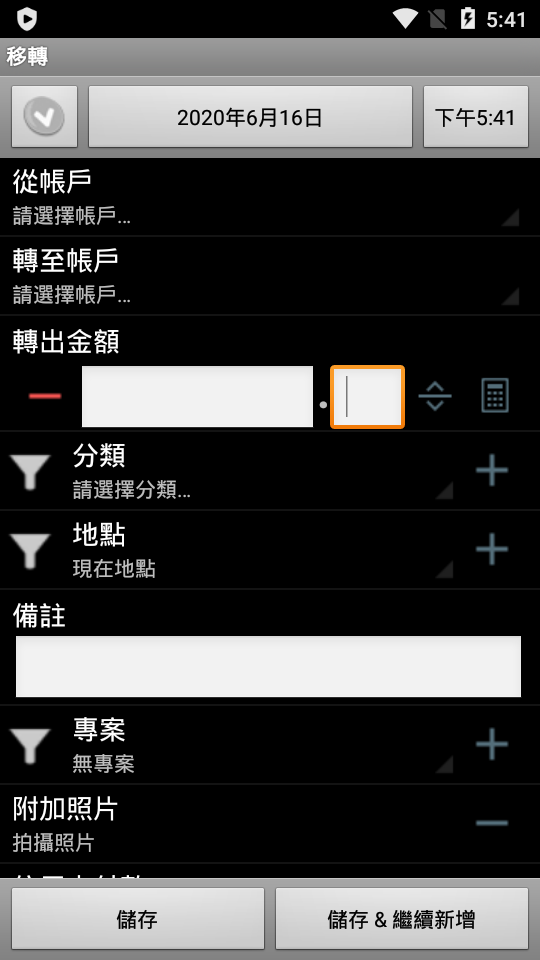 5:41
移轉
2020年6月16日
下午5:41
從帳戶
請選擇帳戶...
轉至帳戶
請選擇帳戶...
轉出金額
.
分類
請選擇分類...
地點
現在地點
備註
專案
無專案
附加照片
拍攝照片
儲存
儲存 & 繼續新增